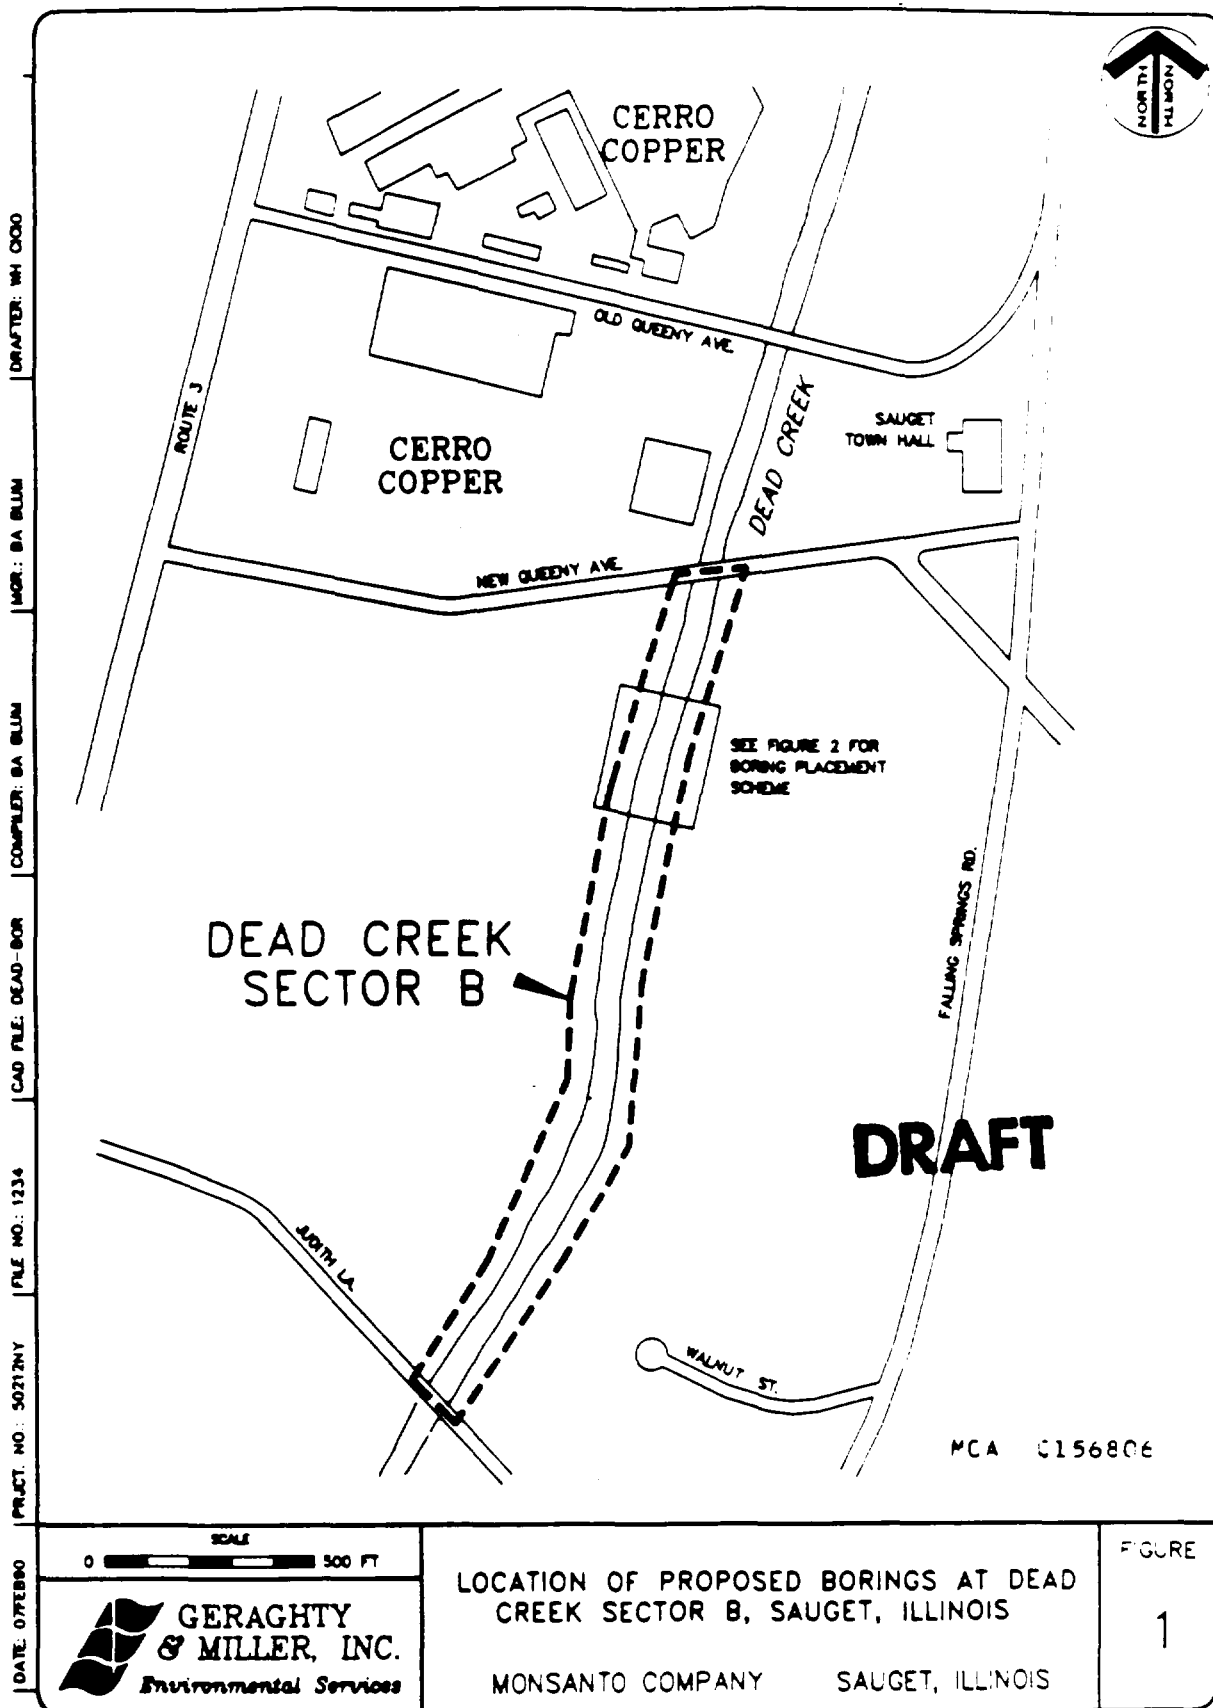 NORTH
NORTH
CERRO
COPPER
OLD QUEENY AVE.
ROUTE 3
DEAD CREEK
SAUGET
TOWN HALL
CERRO
COPPER
NEW QUEENY AVE.
SEE FIGURE 2 FOR
BORING PLACEMENT
SCHEME
FALLING SPRINGS RD.
DEAD CREEK
SECTOR B
DRAFT
JUDITH LA.
WALNUT ST.
MCA 0156806
DATE: 07FEB90
PRJCT. NO.: S0212NY
FILE NO.: 1234
CAD FILE: DEAD-BOR
COMPILER: BA BLUM
MGR.: BA BLUM
DRAFTER: WH
SCALE
0 500 FT
GERAGHTY
& MILLER, INC.
Environmental Services
LOCATION OF PROPOSED BORINGS AT DEAD
CREEK SECTOR B, SAUGET, ILLINOIS
MONSANTO COMPANY SAUGET, ILLINOIS
FIGURE
1